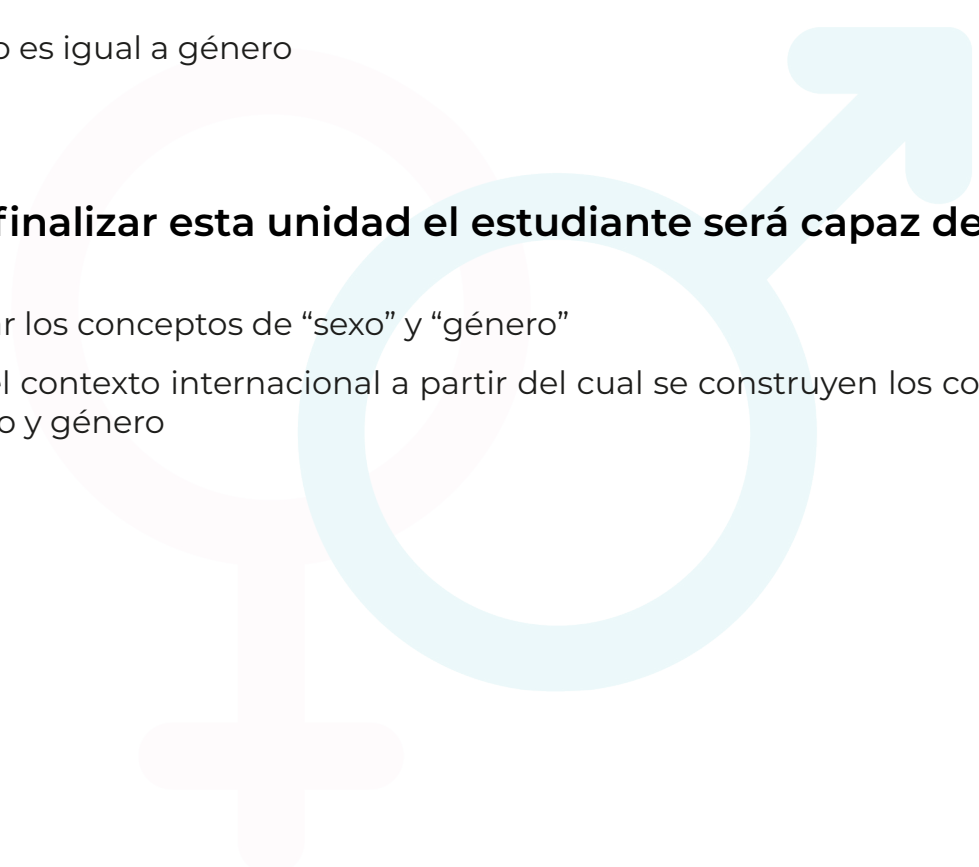 o es igual a género
finalizar esta unidad el estudiante será capaz de
r los conceptos de “sexo” y “género”
l contexto internacional a partir del cual se construyen los co
o y género